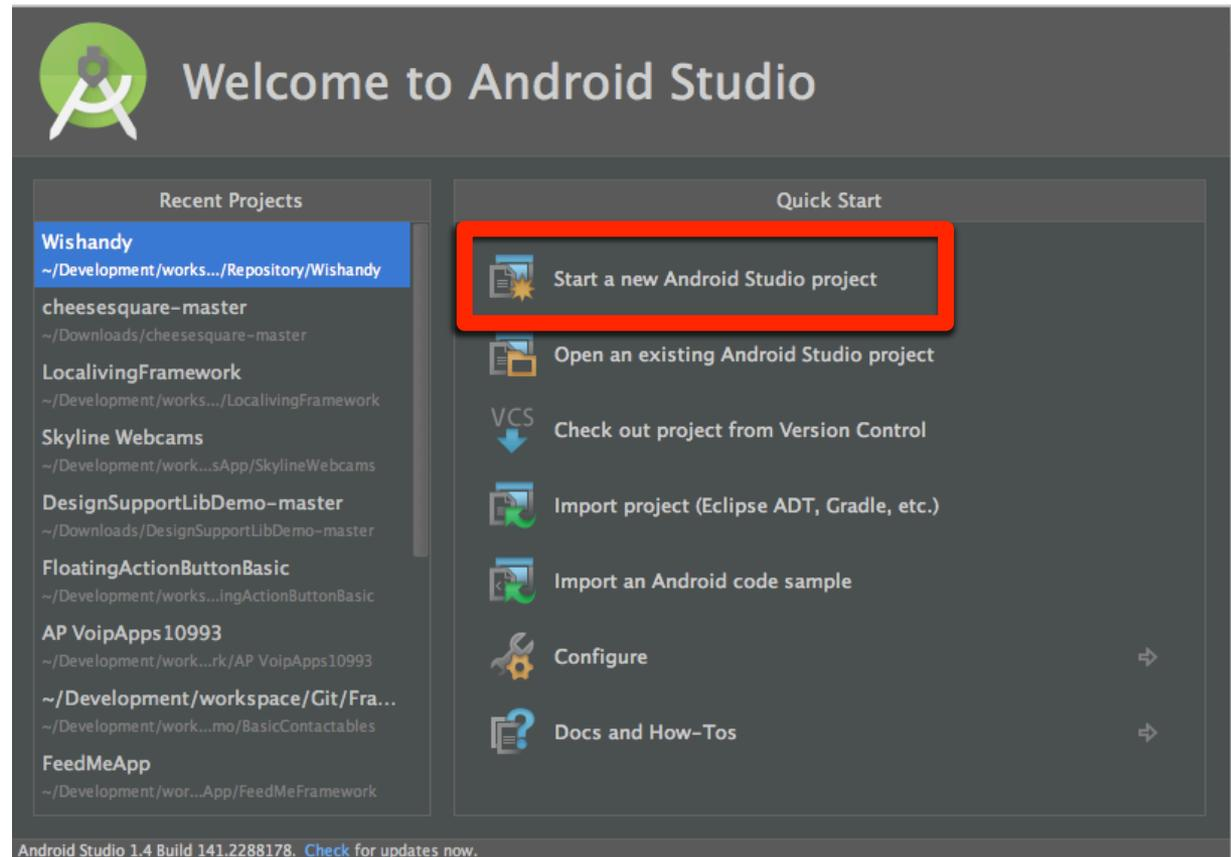 Welcome to Android Studio
Recent Projects
Wishandy
~/Development/works.../Repository/Wishandy
cheesesquare-master
~/Downloads/cheesesquare-master
LocalivingFramework
~/Development/works.../LocalivingFramework
Skyline Webcams
~/Development/work...sApp/SkylineWebcams
DesignSupportLibDemo-master
~/Downloads/DesignSupportLibDemo-master
FloatingActionButtonBasic
~/Development/works...ingActionButtonBasic
AP VoipApps10993
~/Development/work...rk/AP VoipApps10993
~/Development/workspace/Git/Fra...
~/Development/work...mo/BasicContactables
FeedMeApp
~/Development/wor...App/FeedMeFramework
Quick Start
Start a new Android Studio project
Open an existing Android Studio project
VCS
Check out project from Version Control
Import project (Eclipse ADT, Gradle, etc.)
Import an Android code sample
Configure
Docs and How-Tos
Android Studio 1.4 Build 141.2288178. Check for updates now.